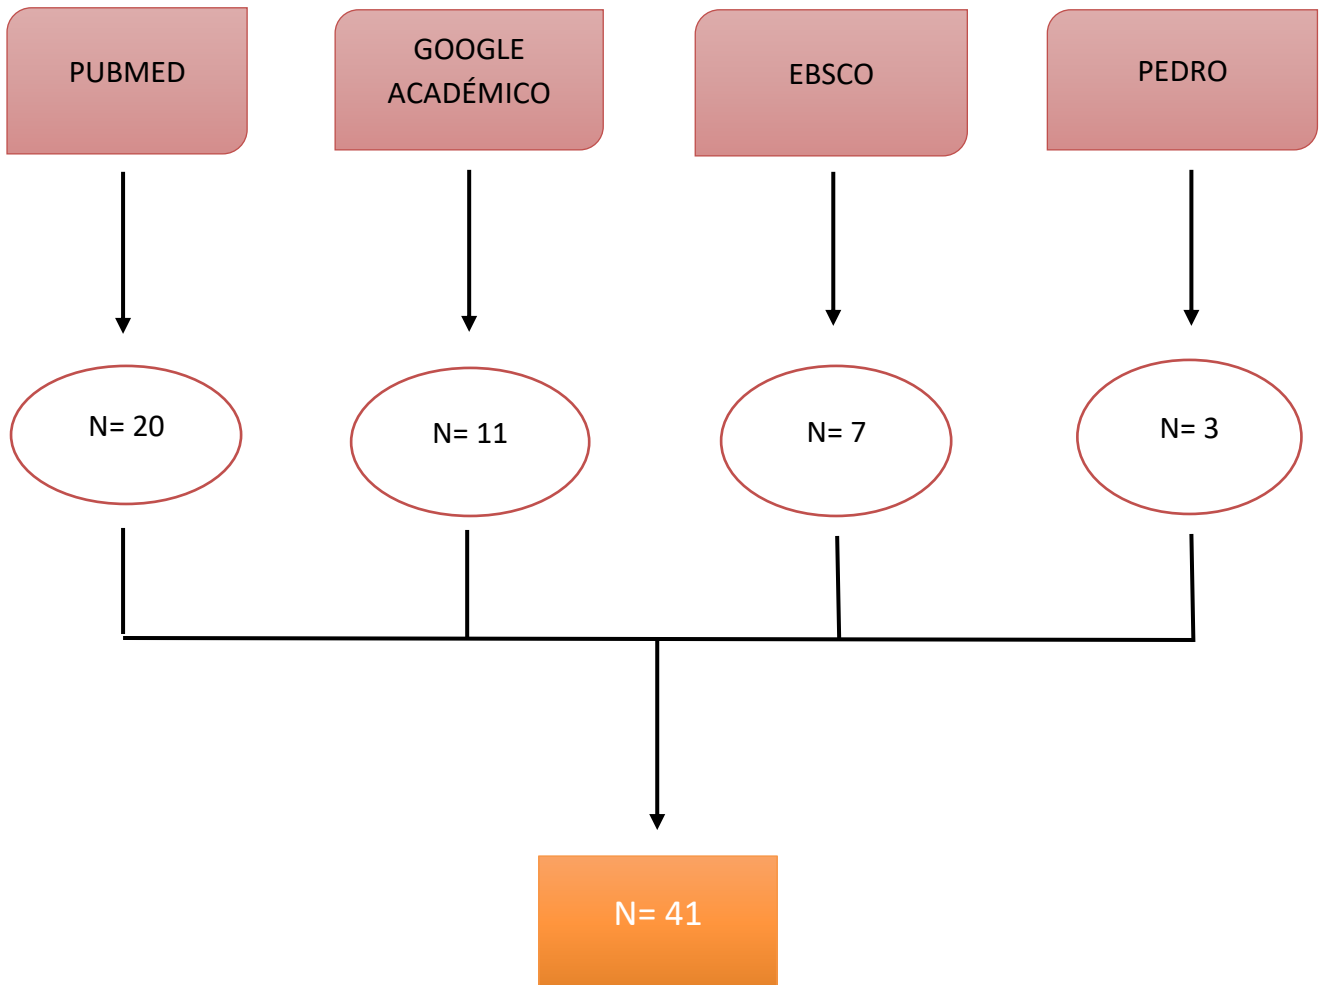 PUBMED
GOOGLE
ACADÉMICO
EBSCO
PEDRO
N= 20
N= 11
N= 7
N= 3
N= 41